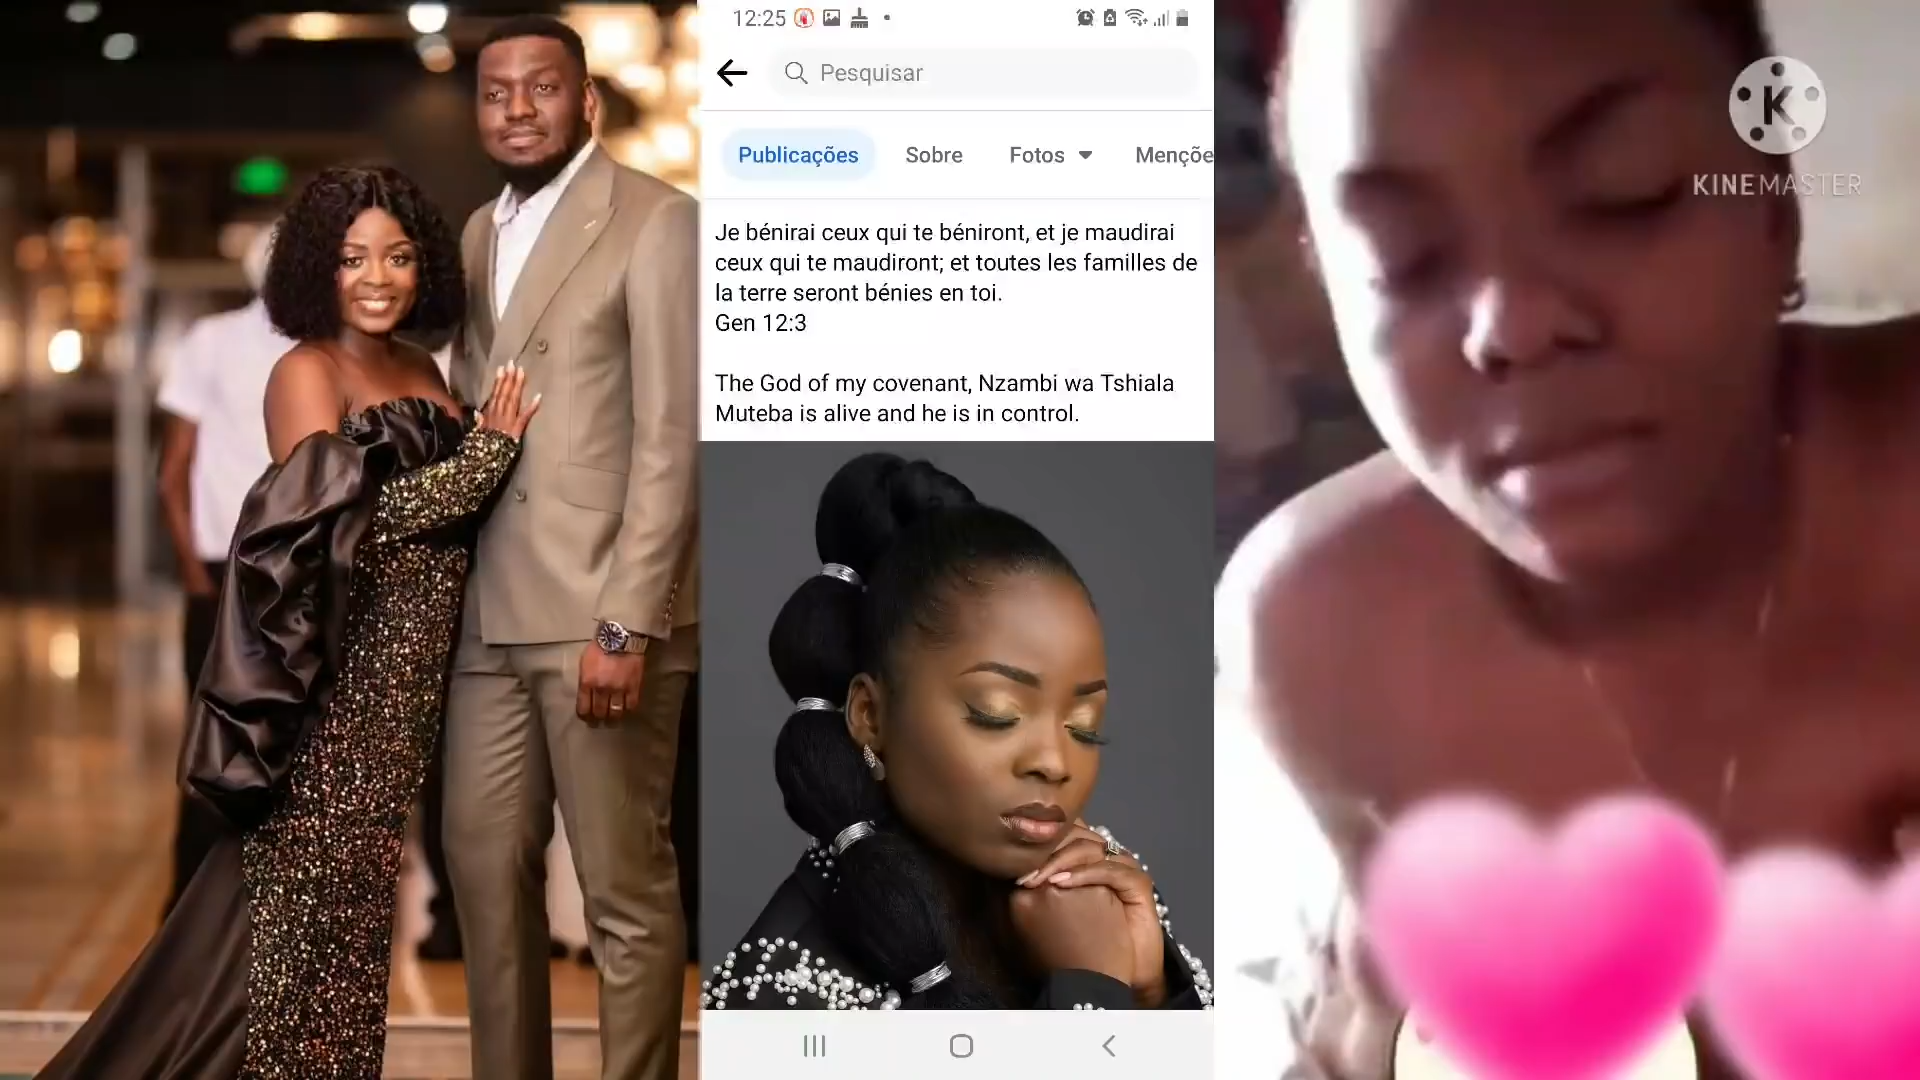 12:25
Pesquisar
Publicações Sobre Fotos Mençõe
Je bénirai ceux qui te béniront, et je maudirai
ceux qui te maudiront; et toutes les familles de
la terre seront bénies en toi.
Gen 12:3
The God of my covenant, Nzambi wa Tshiala
Muteba is alive and he is in control.
K
KINEMASTER